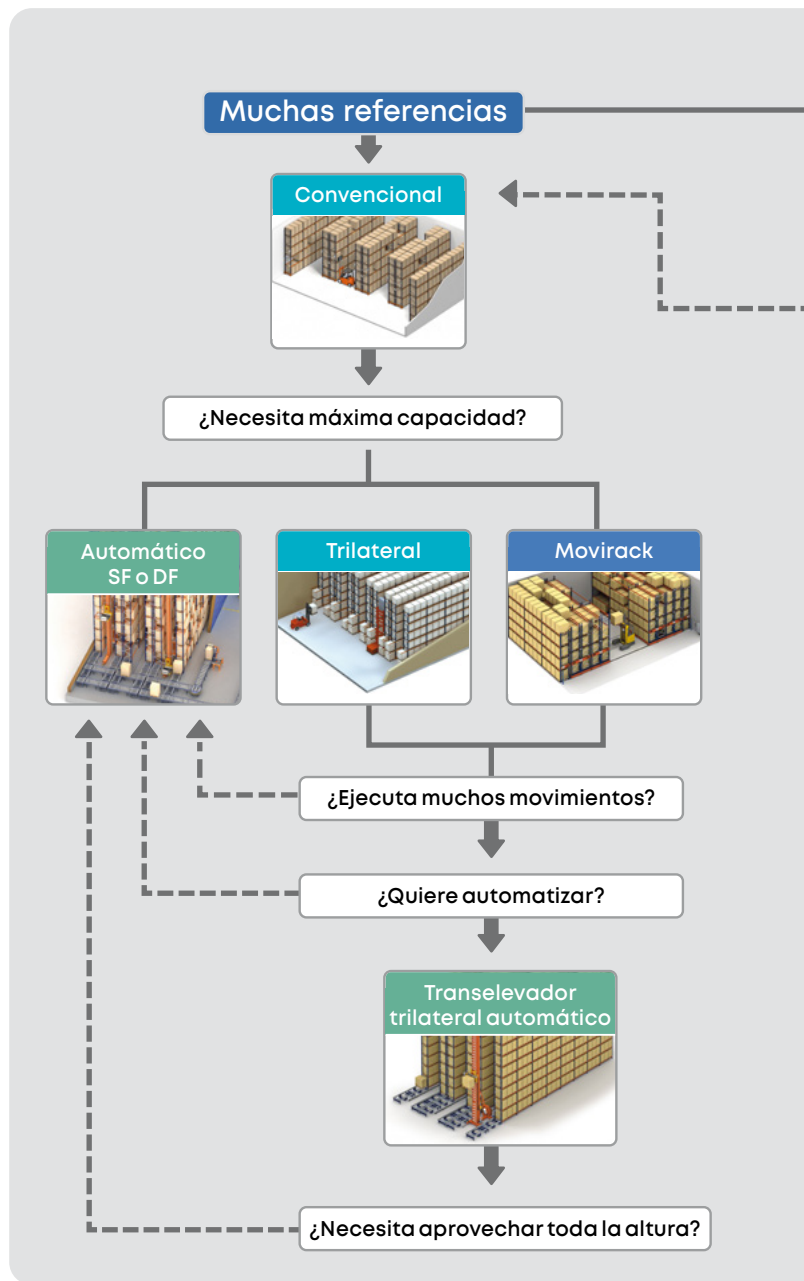 Muchas referencias
Convencional
¿Necesita máxima capacidad?
Automático
SF o DF
Trilateral
Movirack
¿Ejecuta muchos movimientos?
¿Quiere automatizar?
Transelevador
trilateral automático
¿Necesita aprovechar toda la altura?